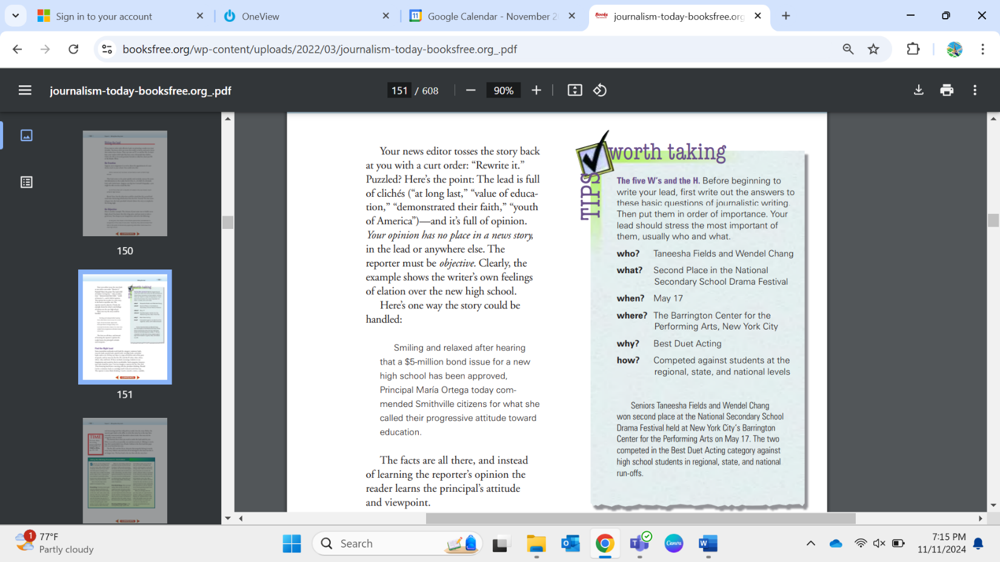 Sign in to your account
OneView
Google Calendar - November 2
Books
journalism-today-booksfree.org
booksfree.org/wp-content/uploads/2022/03/journalism-today-booksfree.org_.pdf
journalism-today-booksfree.org_.pdf
151 / 608
90%
150
151
TIME
Your news editor tosses the story back
at you with a curt order: “Rewrite it.”
Puzzled? Here’s the point: The lead is full
of clichés (“at long last,” “value of educa-
tion,” “demonstrated their faith,” “youth
of America”)—and it’s full of opinion.
Your opinion has no place in a news story,
in the lead or anywhere else. The
reporter must be objective. Clearly, the
example shows the writer’s own feelings
of elation over the new high school.
Here’s one way the story could be
handled:
Smiling and relaxed after hearing
that a $5-million bond issue for a new
high school has been approved,
Principal María Ortega today com-
mended Smithville citizens for what she
called their progressive attitude toward
education.
The facts are all there, and instead
of learning the reporter’s opinion the
reader learns the principal’s attitude
and viewpoint.
TIPS
worth taking
The five W’s and the H. Before beginning to
write your lead, first write out the answers to
these basic questions of journalistic writing.
Then put them in order of importance. Your
lead should stress the most important of
them, usually who and what.
who? Taneesha Fields and Wendel Chang
what? Second Place in the National
Secondary School Drama Festival
when? May 17
where? The Barrington Center for the
Performing Arts, New York City
why? Best Duet Acting
how? Competed against students at the
regional, state, and national levels
Seniors Taneesha Fields and Wendel Chang
won second place at the National Secondary School
Drama Festival held at New York City’s Barrington
Center for the Performing Arts on May 17. The two
competed in the Best Duet Acting category against
high school students in regional, state, and national
run-offs.
1
77°F
Partly cloudy
Search
Canva
7:15 PM
11/11/2024